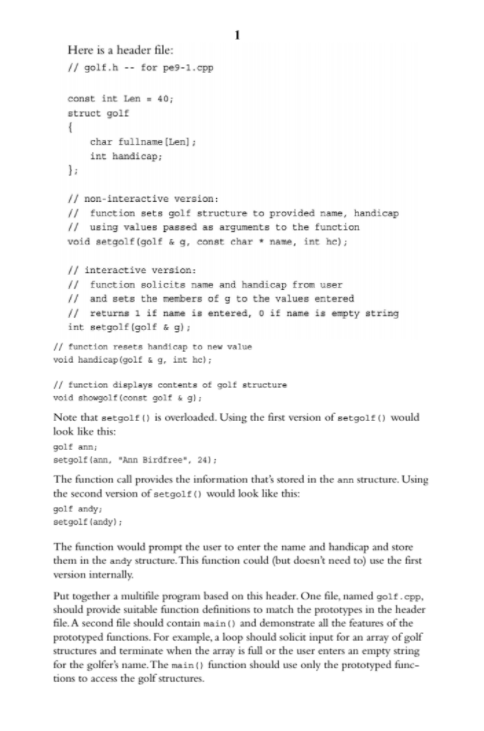 1
Here is a header file:
// golf.h -- for pe9-1.cpp
const int Len = 40;
struct golf
{
char fullname[Len];
int handicap;
};
// non-interactive version:
// function sets golf structure to provided name, handicap
// using values passed as arguments to the function
void setgolf(golf & g, const char * name, int hc);
// interactive version:
// function solicits name and handicap from user
// and sets the members of g to the values entered
// returns 1 if name is entered, 0 if name is empty string
int setgolf(golf & g);
// function resets handicap to new value
void handicap(golf & g, int hc);
// function displays contents of golf structure
void showgolf(const golf & g);
Note that setgolf() is overloaded. Using the first version of setgolf() would
look like this:
golf ann;
setgolf(ann, "Ann Birdfree", 24);
The function call provides the information that's stored in the ann structure. Using
the second version of setgolf() would look like this:
golf andy;
setgolf(andy);
The function would prompt the user to enter the name and handicap and store
them in the andy structure. This function could (but doesn't need to) use the first
version internally.
Put together a multifile program based on this header. One file, named golf.cpp,
should provide suitable function definitions to match the prototypes in the header
file. A second file should contain main() and demonstrate all the features of the
prototyped functions. For example, a loop should solicit input for an array of golf
structures and terminate when the array is full or the user enters an empty string
for the golfer's name. The main() function should use only the prototyped func-
tions to access the golf structures.